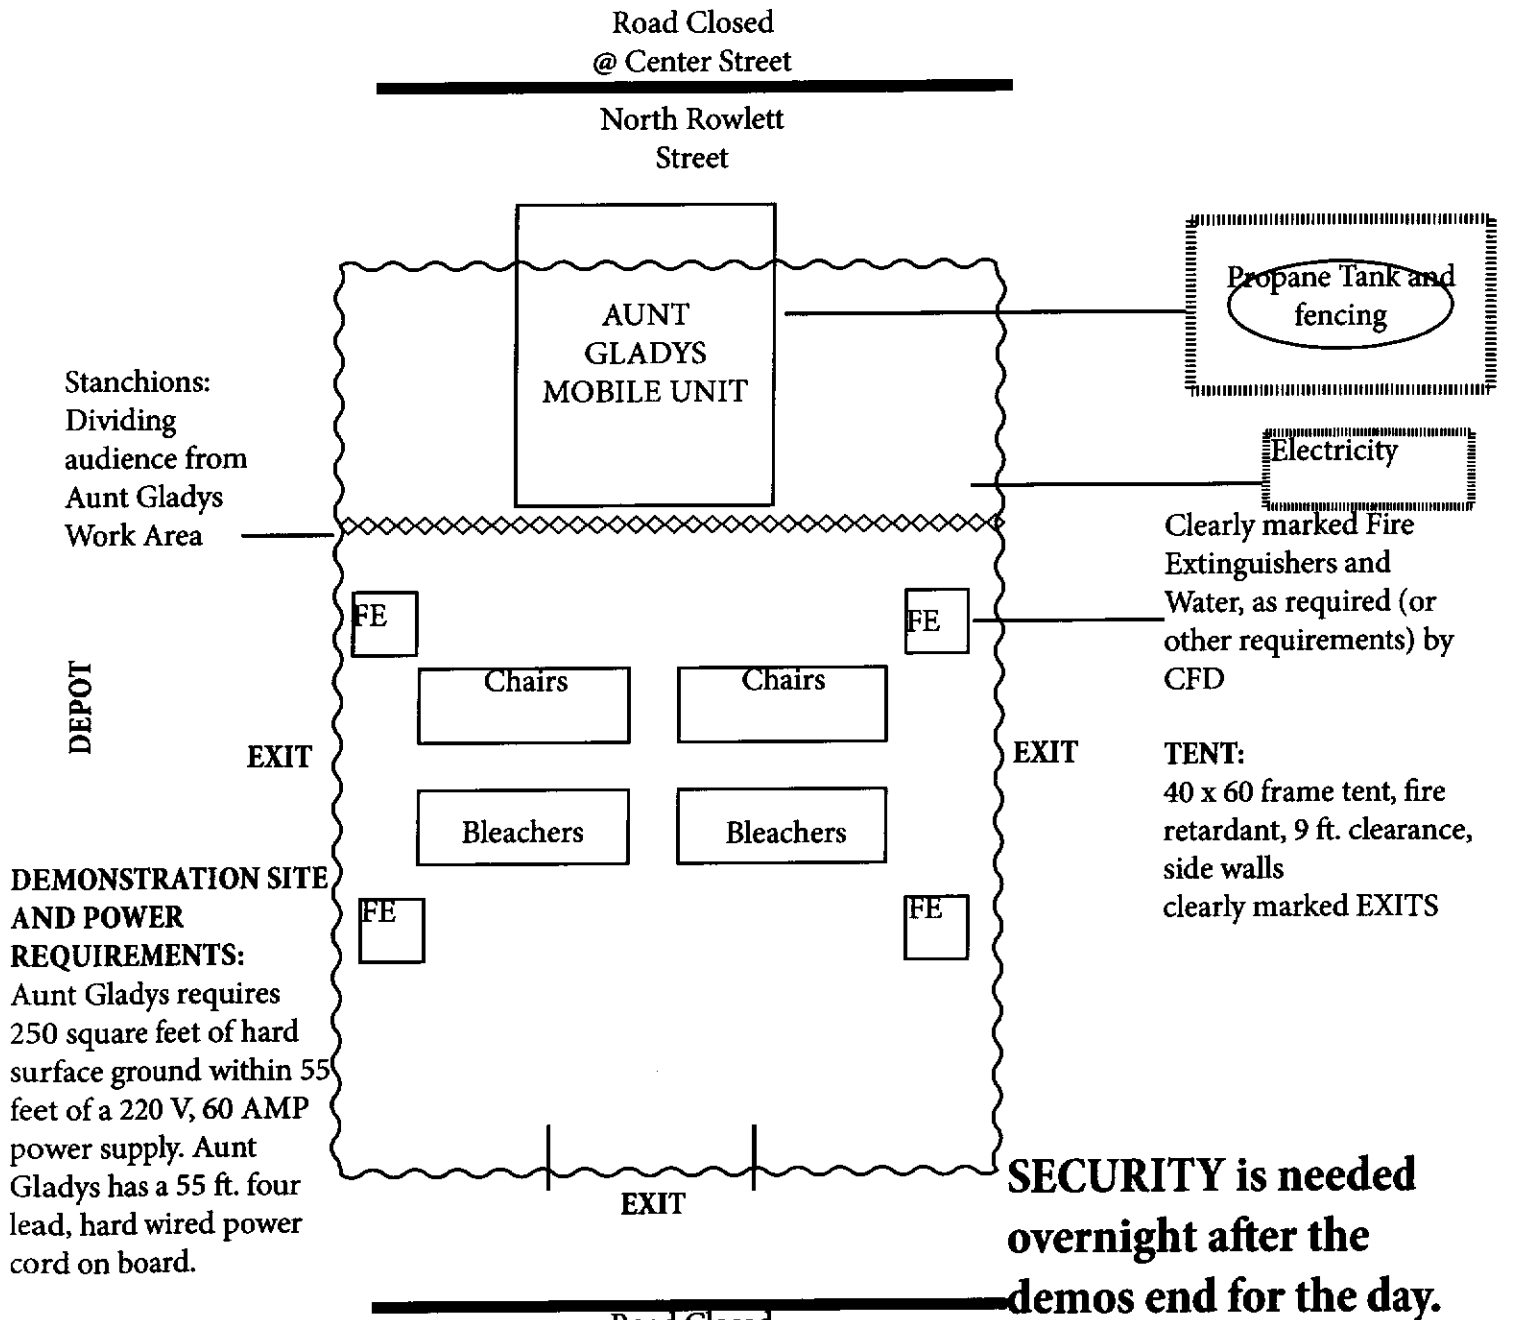 Road Closed
@ Center Street
North Rowlett
Street
AUNT
GLADYS
MOBILE UNIT
Propane Tank and
fencing
Electricity
Stanchions:
Dividing
audience from
Aunt Gladys
Work Area
Clearly marked Fire
Extinguishers and
Water, as required (or
other requirements) by
CFD
FE
FE
Chairs
Chairs
DEPOT
EXIT
EXIT
TENT:
40 x 60 frame tent, fire
retardant, 9 ft. clearance,
side walls
clearly marked EXITS
Bleachers
Bleachers
FE
FE
DEMONSTRATION SITE
AND POWER
REQUIREMENTS:
Aunt Gladys requires
250 square feet of hard
surface ground within 55
feet of a 220 V, 60 AMP
power supply. Aunt
Gladys has a 55 ft. four
lead, hard wired power
cord on board.
EXIT
SECURITY is needed
overnight after the
demos end for the day.
Road Closed